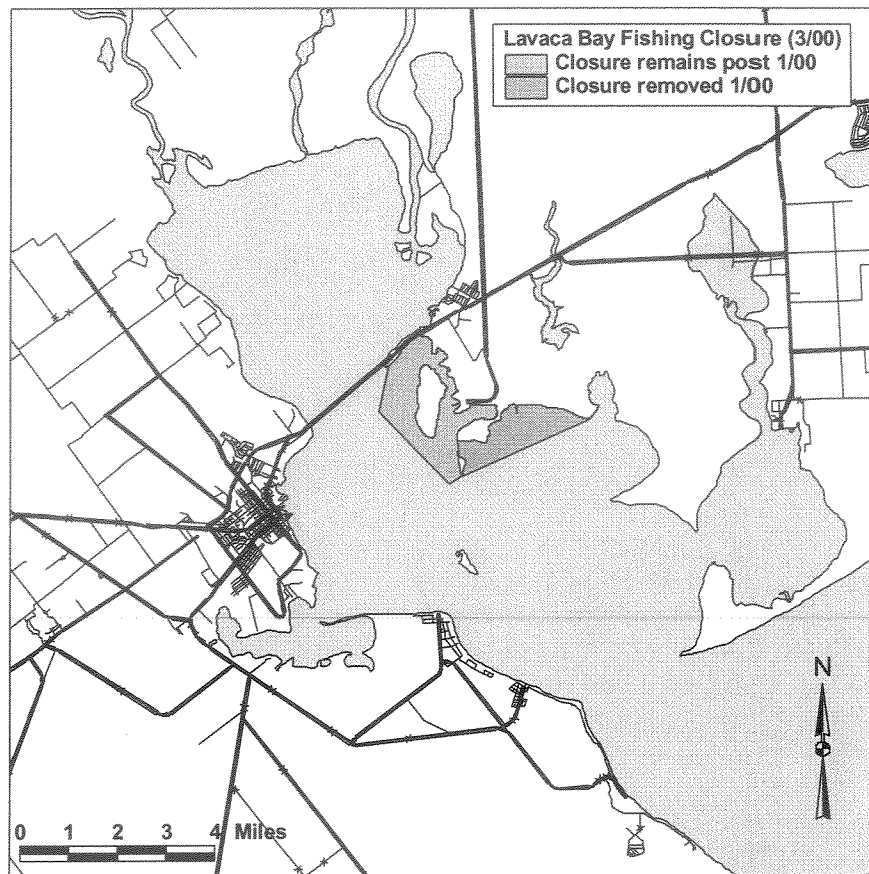 Lavaca Bay Fishing Closure (3/00)
Closure remains post 1/00
Closure removed 1/00
N
0 1 2 3 4 Miles